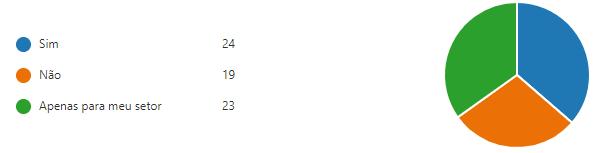 Sim 24
Não 19
Apenas para meu setor 23